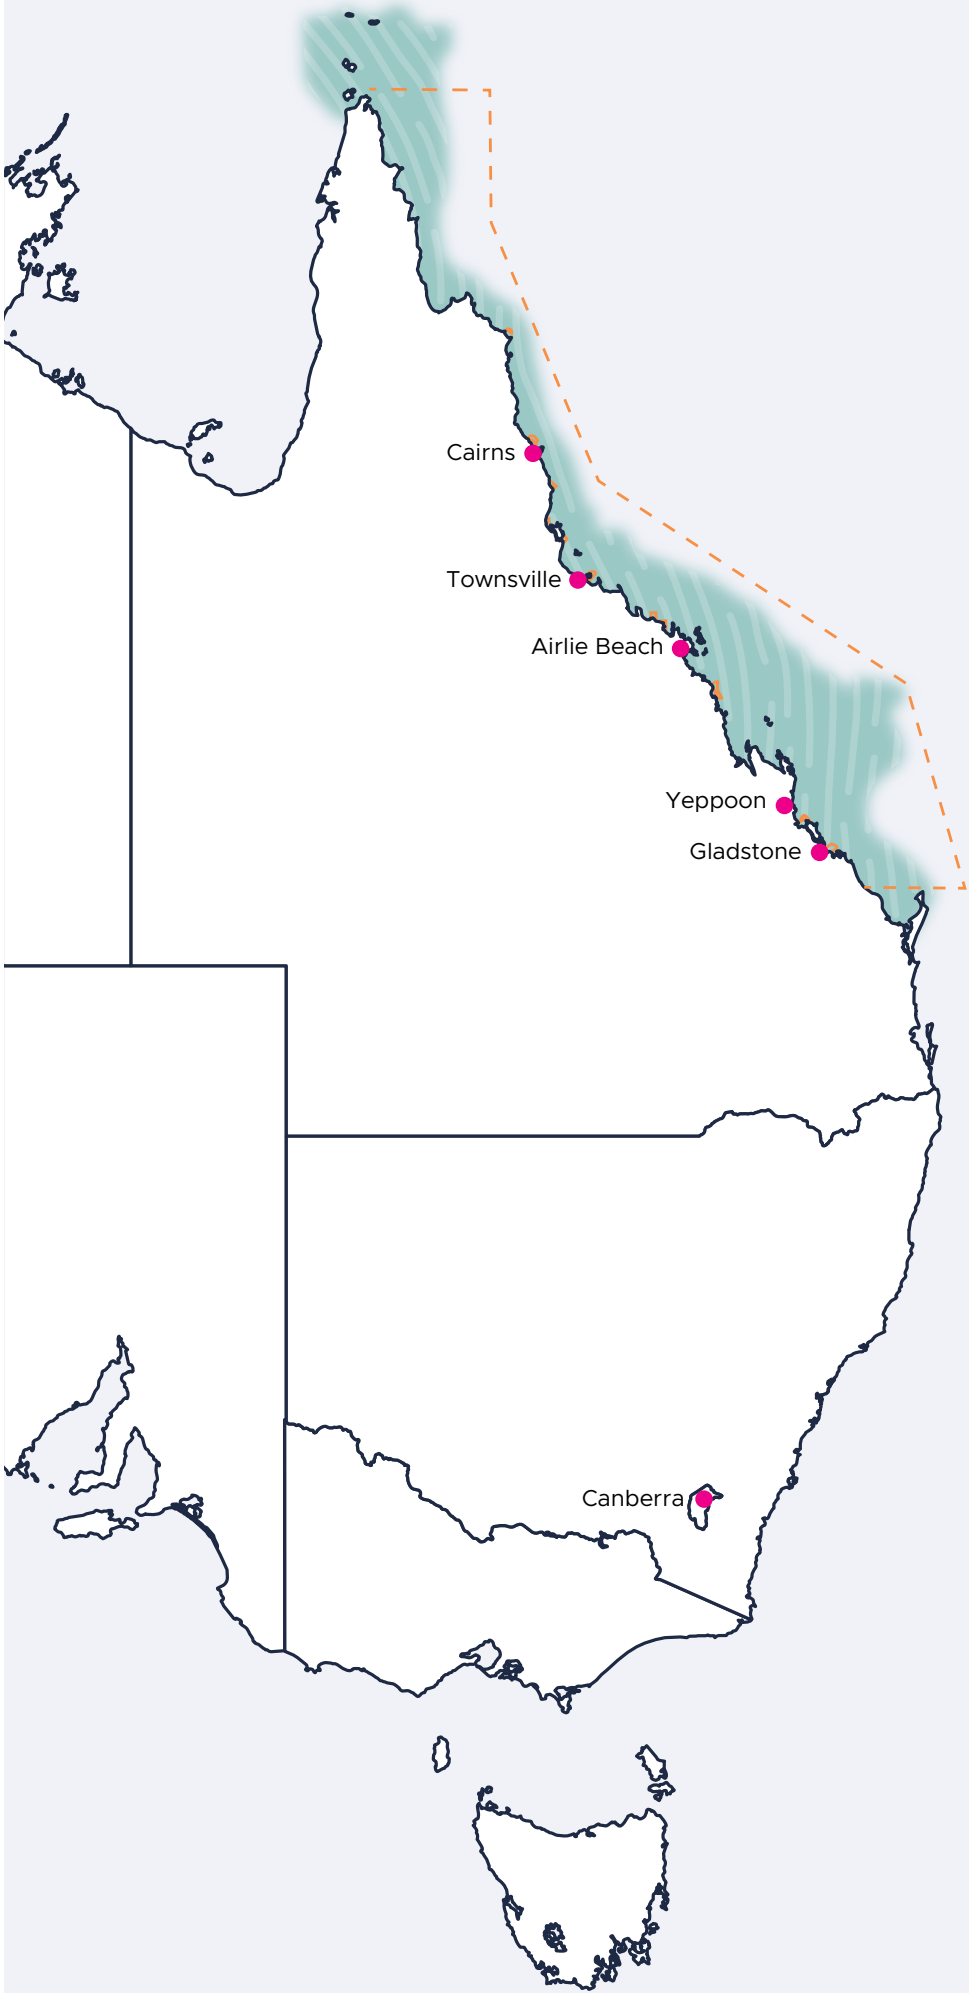 Cairns
Townsville
Airlie Beach
Yeppoon
Gladstone
Canberra